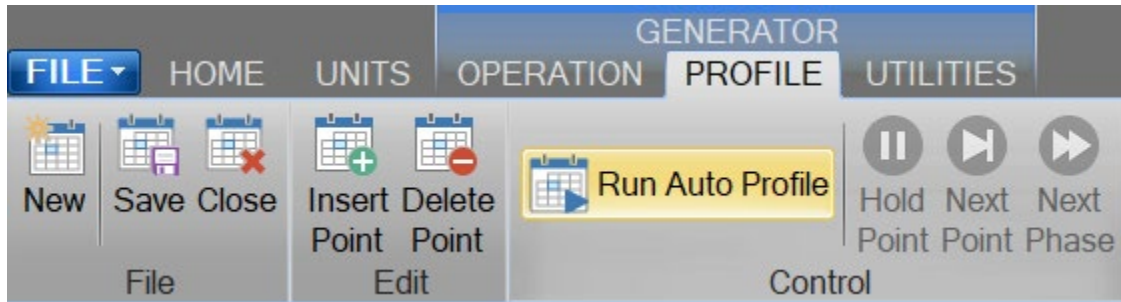 GENERATOR
FILE HOME UNITS OPERATION PROFILE UTILITIES
New Save Close Insert Delete Run Auto Profile Hold Next Next
Point Point Point Point Phase
File Edit Control